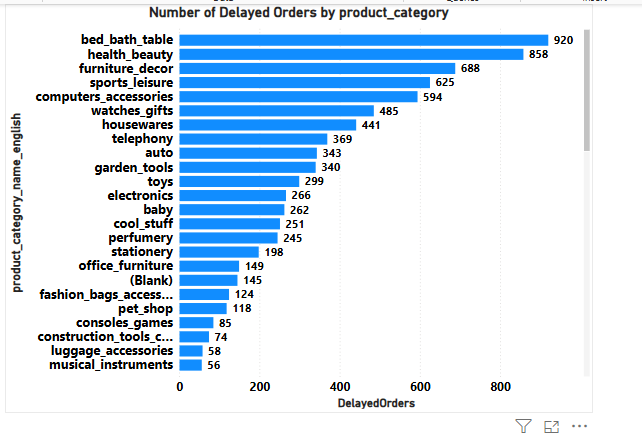 Number of Delayed Orders by product_category
product_category_name_english
bed_bath_table 920
health_beauty 858
furniture_decor 688
sports_leisure 625
computers_accessories 594
watches_gifts 485
housewares 441
telephony 369
auto 343
garden_tools 340
toys 299
electronics 266
baby 262
cool_stuff 251
perfumery 245
stationery 198
office_furniture 149
(Blank) 145
fashion_bags_access... 124
pet_shop 118
consoles_games 85
construction_tools_c... 74
luggage_accessories 58
musical_instruments 56
0 200 400 600 800
DelayedOrders